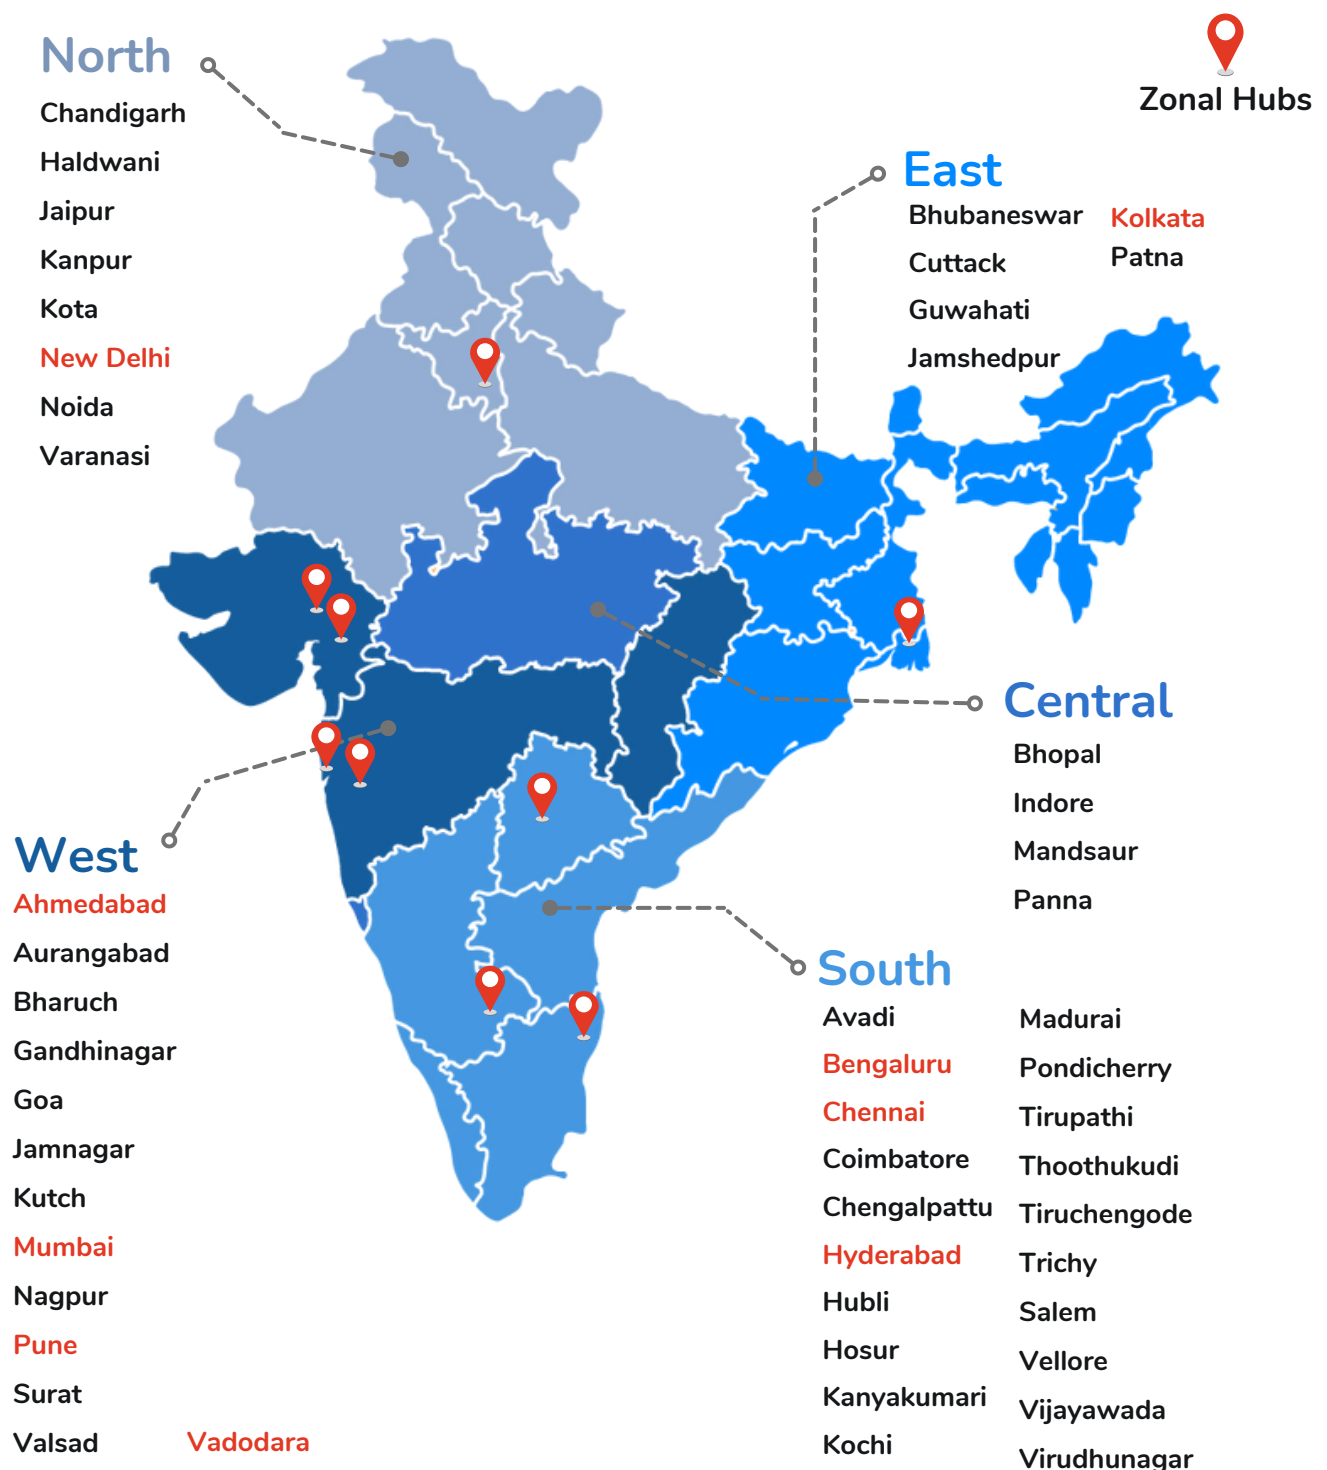 Zonal Hubs
North
Chandigarh
Haldwani
Jaipur
Kanpur
Kota
New Delhi
Noida
Varanasi
East
Bhubaneswar
Cuttack
Guwahati
Jamshedpur
Kolkata
Patna
Central
Bhopal
Indore
Mandsaur
Panna
West
Ahmedabad
Aurangabad
Bharuch
Gandhinagar
Goa
Jamnagar
Kutch
Mumbai
Nagpur
Pune
Surat
Valsad
Vadodara
South
Avadi
Bengaluru
Chennai
Coimbatore
Chengalpattu
Hyderabad
Hubli
Hosur
Kanyakumari
Kochi
Madurai
Pondicherry
Tirupathi
Thoothukudi
Tiruchengode
Trichy
Salem
Vellore
Vijayawada
Virudhunagar